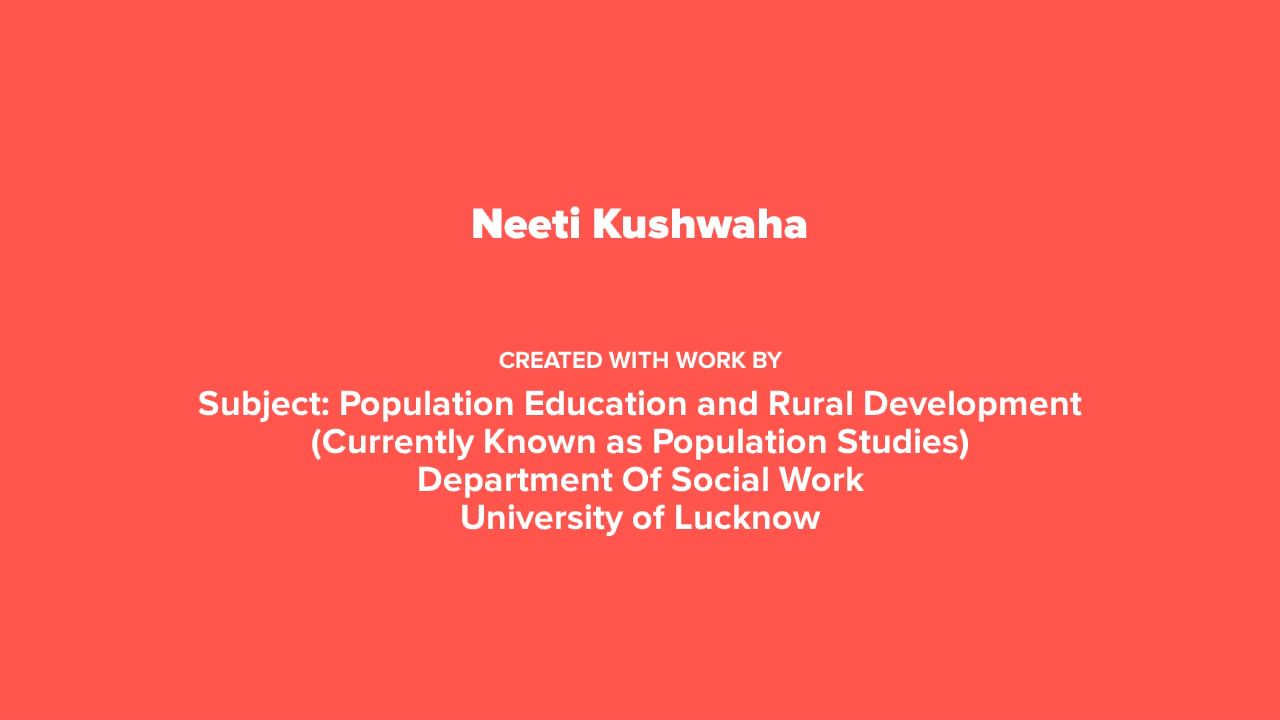 Neeti Kushwaha
CREATED WITH WORK BY
Subject: Population Education and Rural Development
(Currently Known as Population Studies)
Department Of Social Work
University of Lucknow